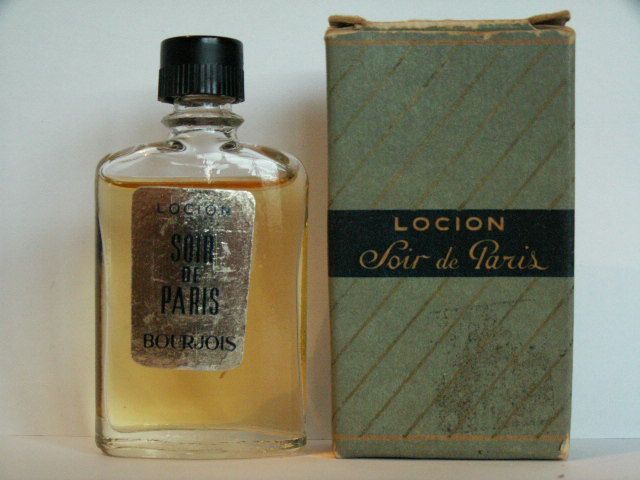 LOCION
SOIR
DE
PARIS
BOURJOIS
LOCION
Soir de Paris